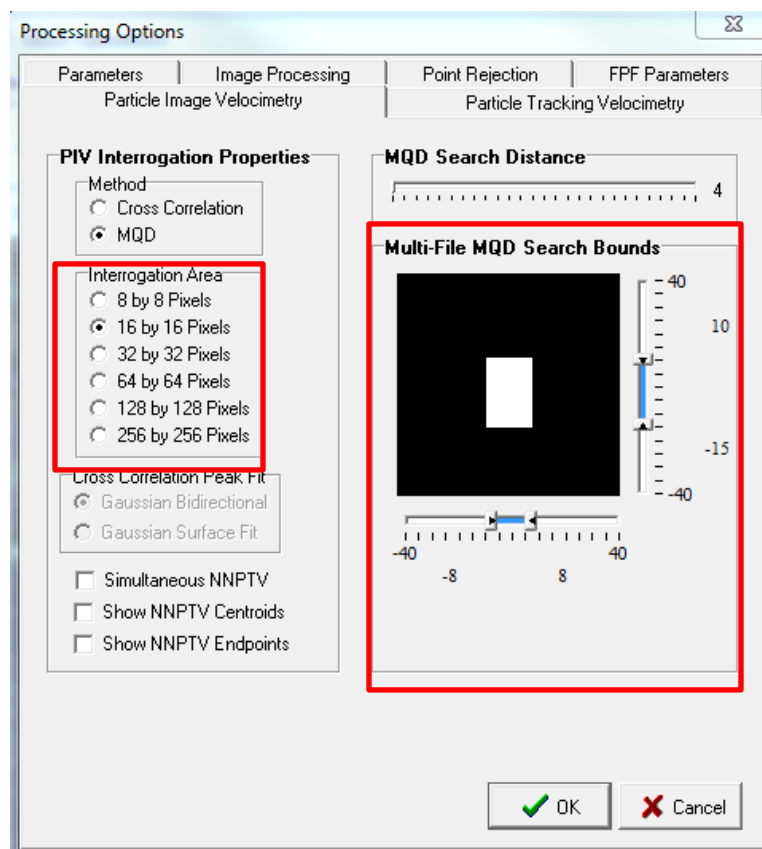 Processing Options
Parameters
Image Processing
Point Rejection
FPF Parameters
Particle Image Velocimetry
Particle Tracking Velocimetry
PIV Interrogation Properties
Method
Cross Correlation
MQD
Interrogation Area
8 by 8 Pixels
16 by 16 Pixels
32 by 32 Pixels
64 by 64 Pixels
128 by 128 Pixels
256 by 256 Pixels
Cross Correlation Peak Fit
Gaussian Bidirectional
Gaussian Surface Fit
Simultaneous NNPTV
Show NNPTV Centroids
Show NNPTV Endpoints
MQD Search Distance
4
Multi-File MQD Search Bounds
40
10
-15
-40
-40 40
-8 8
OK
Cancel